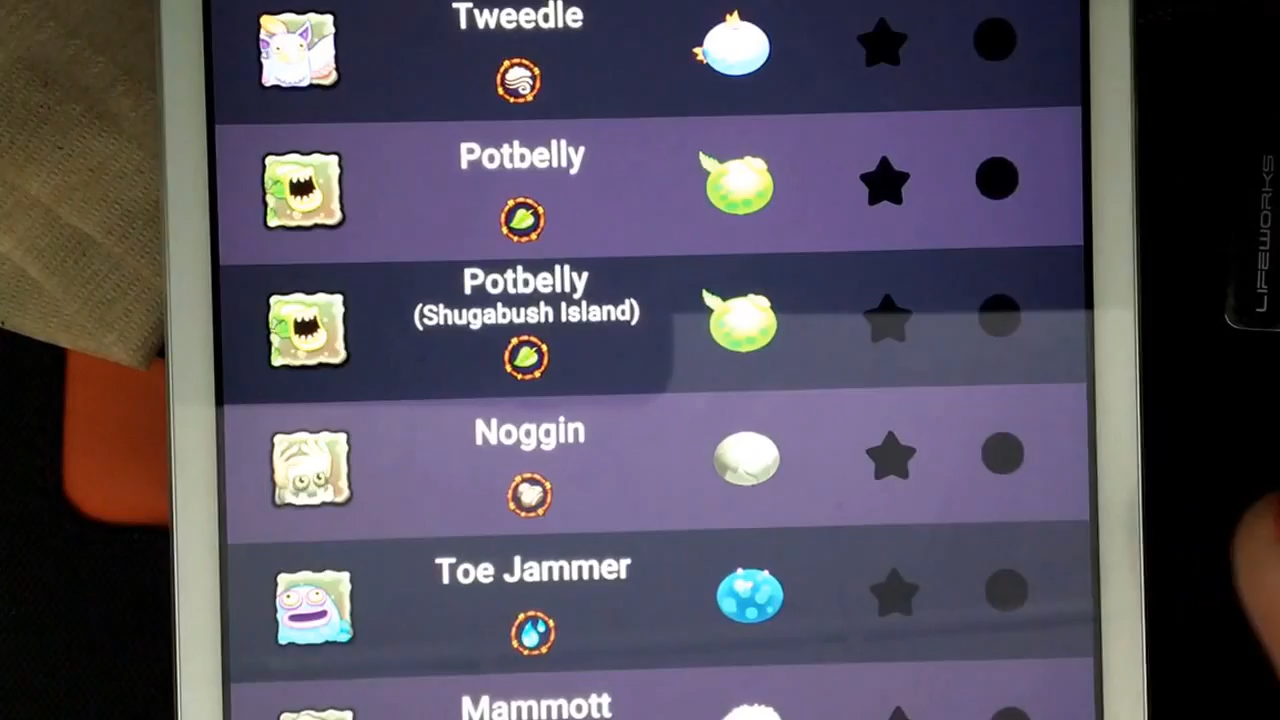 Tweedle
Potbelly
Potbelly
(Shugabush Island)
Noggin
Toe Jammer
Mammott
LIFEWORKS